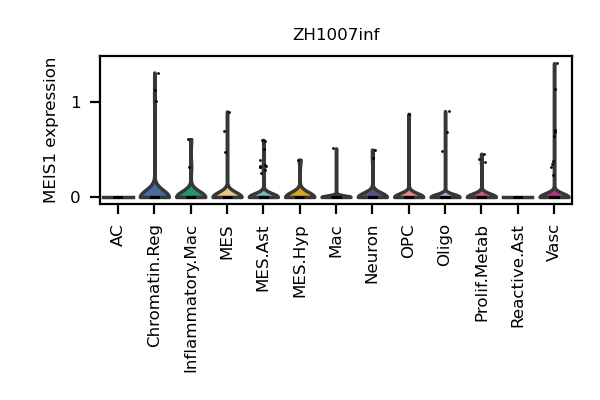 ZH1007inf
MEIS1 expression
1
0
AC
Chromatin.Reg
Inflammatory.Mac
MES
MES.Ast
MES.Hyp
Mac
Neuron
OPC
Oligo
Prolif.Metab
Reactive.Ast
Vasc